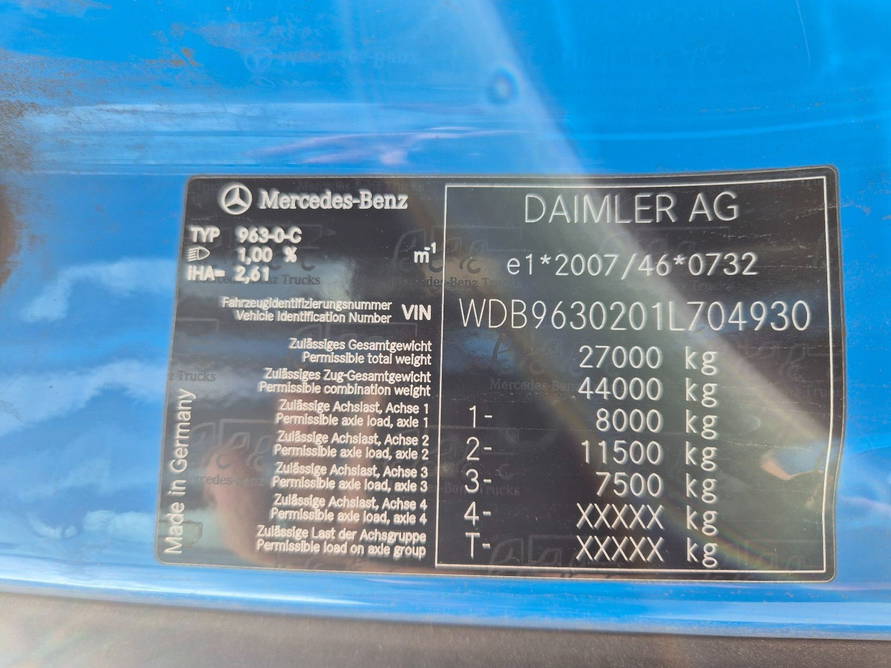 Mercedes-Benz
DAIMLER AG
TYP 963-0-C
1,00 %
IHA= 2,61 m⁻¹
e1*2007/46*0732
Fahrzeugidentifizierungsnummer
Vehicle Identification Number VIN WDB9630201L704930
Zulässiges Gesamtgewicht
Permissible total weight 27000 kg
Zulässiges Zug-Gesamtgewicht
Permissible combination weight 44000 kg
Zulässige Achslast, Achse 1
Permissible axle load, axle 1 1- 8000 kg
Zulässige Achslast, Achse 2
Permissible axle load, axle 2 2- 11500 kg
Zulässige Achslast, Achse 3
Permissible axle load, axle 3 3- 7500 kg
Zulässige Achslast, Achse 4
Permissible axle load, axle 4 4- XXXXX kg
Zulässige Last der Achsgruppe
Permissible load on axle group T- XXXXX kg
Made in Germany